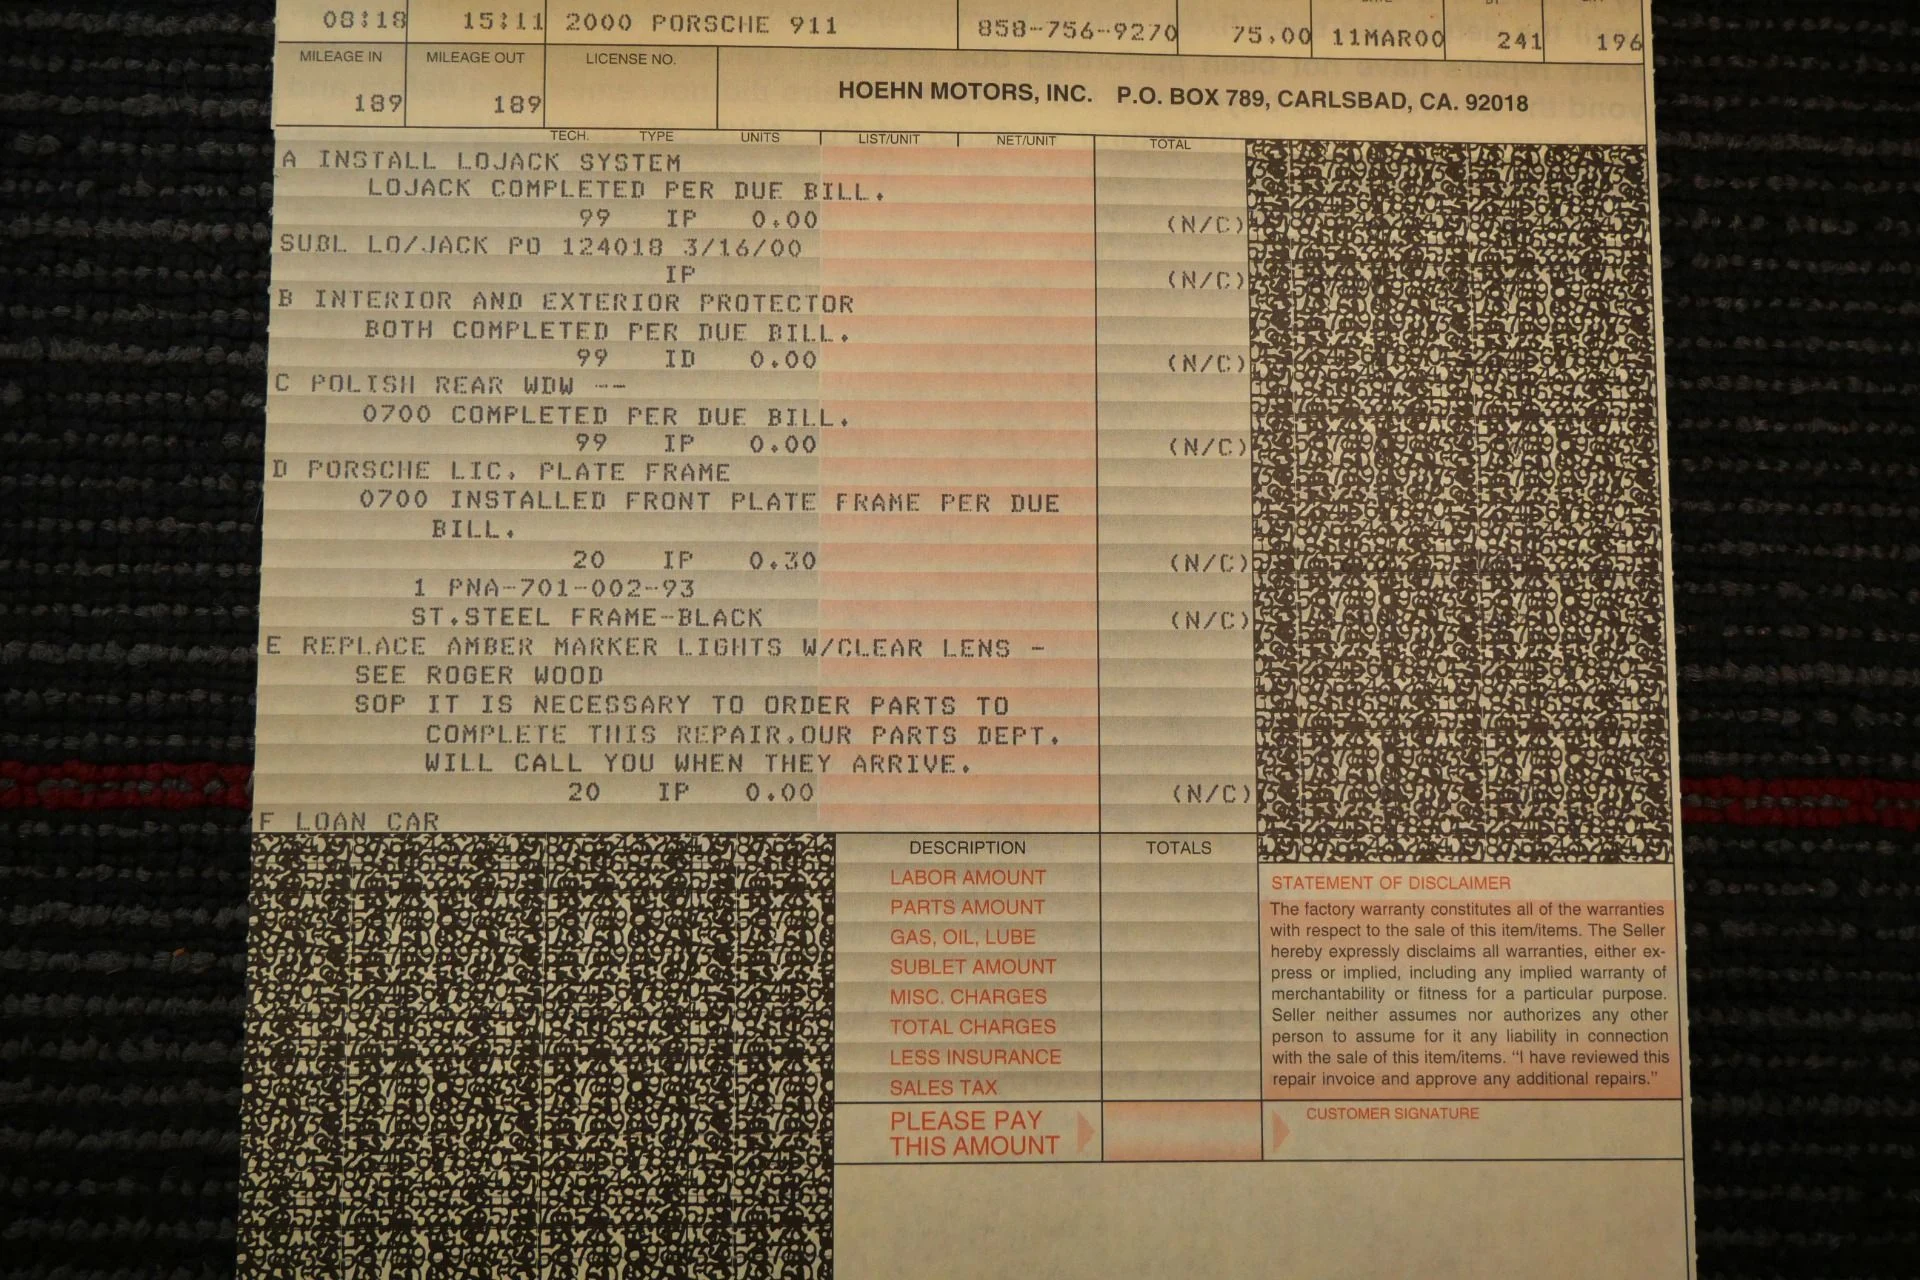 08:18 15:11 2000 PORSCHE 911 858-756-9270 75.00 11MAR00 241 196
MILEAGE IN MILEAGE OUT LICENSE NO.
189 189
HOEHN MOTORS, INC. P.O. BOX 789, CARLSBAD, CA. 92018
TECH. TYPE UNITS LIST/UNIT NET/UNIT TOTAL
A INSTALL LOJACK SYSTEM
LOJACK COMPLETED PER DUE BILL.
99 IP 0.00 (N/C)
SUBL LO/JACK PO 124018 3/16/00
IP (N/C)
B INTERIOR AND EXTERIOR PROTECTOR
BOTH COMPLETED PER DUE BILL.
99 ID 0.00 (N/C)
C POLISH REAR WDW --
0700 COMPLETED PER DUE BILL.
99 IP 0.00 (N/C)
D PORSCHE LIC. PLATE FRAME
0700 INSTALLED FRONT PLATE FRAME PER DUE
BILL.
20 IP 0.30 (N/C)
1 PNA-701-002-93
ST.STEEL FRAME-BLACK (N/C)
E REPLACE AMBER MARKER LIGHTS W/CLEAR LENS -
SEE ROGER WOOD
SOP IT IS NECESSARY TO ORDER PARTS TO
COMPLETE THIS REPAIR.OUR PARTS DEPT.
WILL CALL YOU WHEN THEY ARRIVE.
20 IP 0.00 (N/C)
F LOAN CAR
DESCRIPTION TOTALS
LABOR AMOUNT
PARTS AMOUNT
GAS, OIL, LUBE
SUBLET AMOUNT
MISC. CHARGES
TOTAL CHARGES
LESS INSURANCE
SALES TAX
PLEASE PAY
THIS AMOUNT
STATEMENT OF DISCLAIMER
The factory warranty constitutes all of the warranties
with respect to the sale of this item/items. The Seller
hereby expressly disclaims all warranties, either ex-
press or implied, including any implied warranty of
merchantability or fitness for a particular purpose.
Seller neither assumes nor authorizes any other
person to assume for it any liability in connection
with the sale of this item/items. "I have reviewed this
repair invoice and approve any additional repairs."
CUSTOMER SIGNATURE